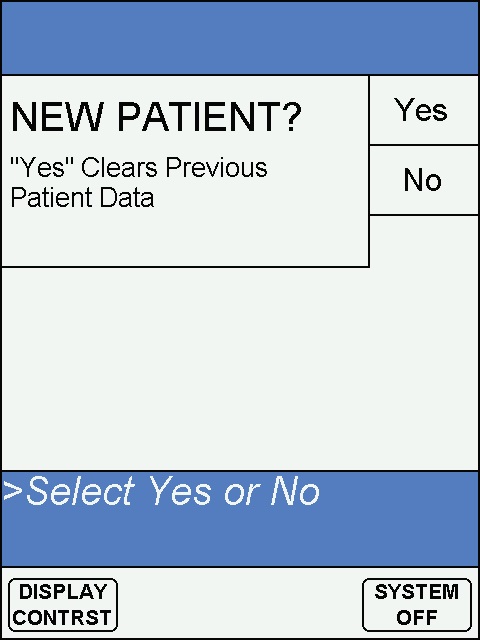 NEW PATIENT?
Yes
"Yes" Clears Previous
Patient Data
No
>Select Yes or No
DISPLAY
CONTRST
SYSTEM
OFF